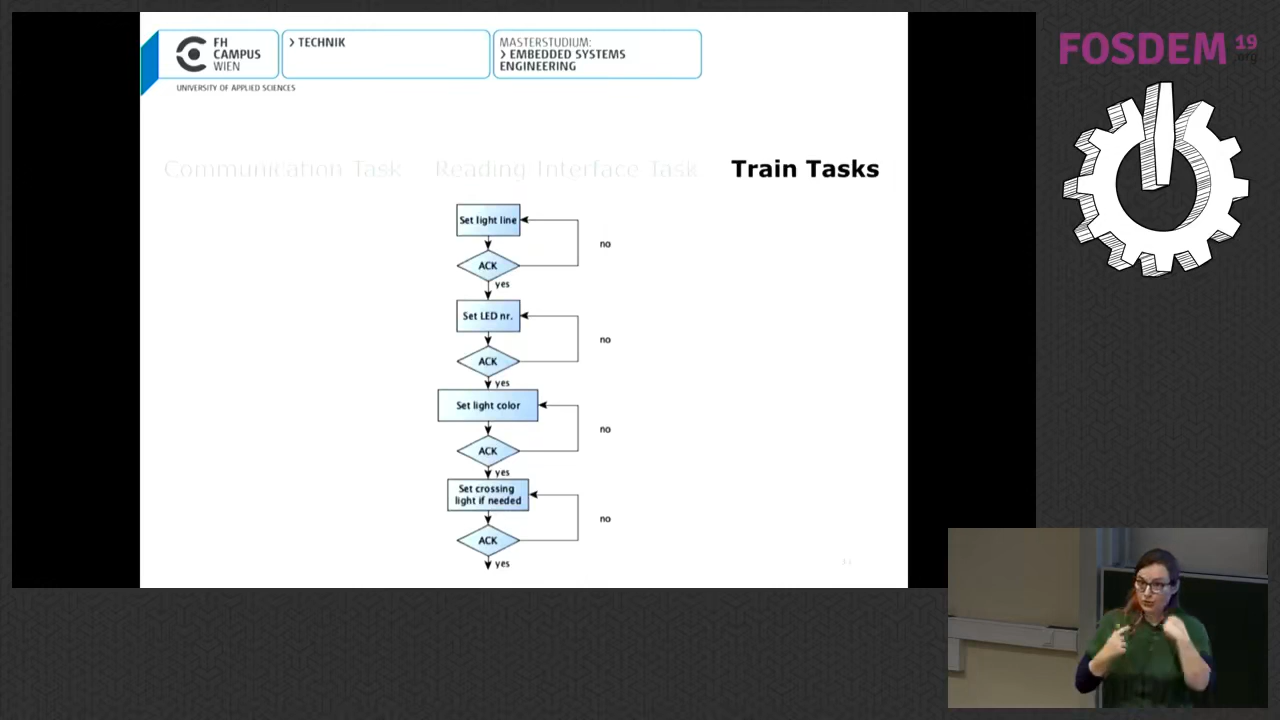 FH
CAMPUS
WIEN
UNIVERSITY OF APPLIED SCIENCES
> TECHNIK
MASTERSTUDIUM:
> EMBEDDED SYSTEMS
ENGINEERING
FOSDEM 19
.org
Communication Task
Reading Interface Task
Train Tasks
Set light line
no
ACK
yes
Set LED nr.
no
ACK
yes
Set light color
no
ACK
yes
Set crossing
light if needed
no
ACK
yes